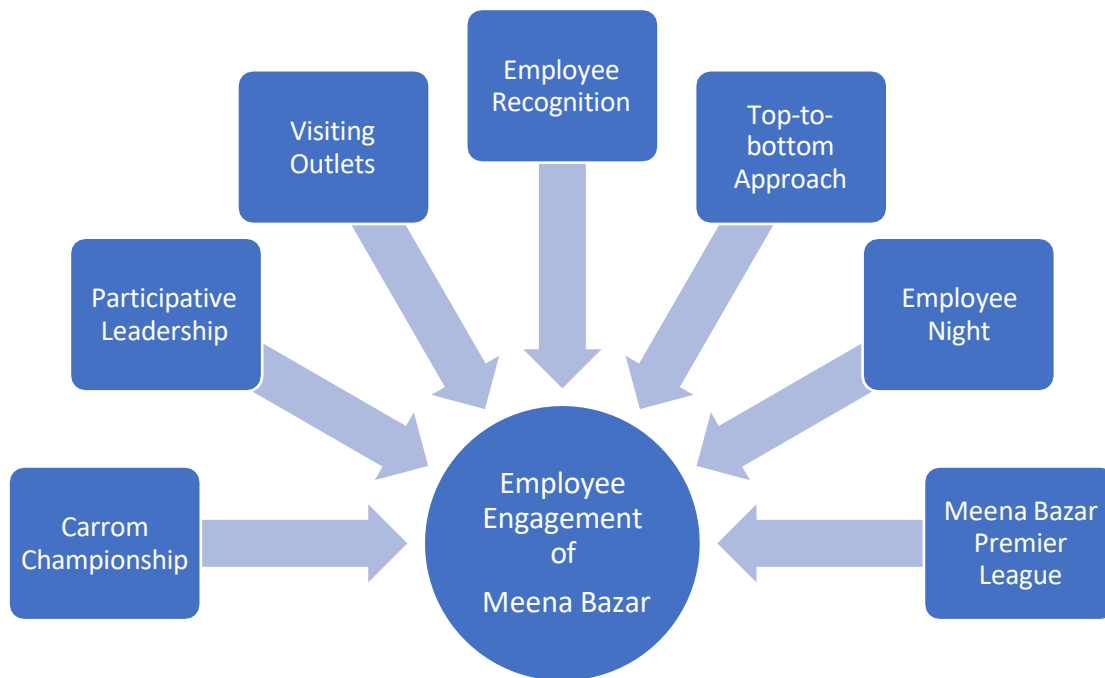 Employee
Recognition
Visiting
Outlets
Top-to-
bottom
Approach
Participative
Leadership
Employee
Night
Carrom
Championship
Employee
Engagement
of
Meena Bazar
Meena Bazar
Premier
League